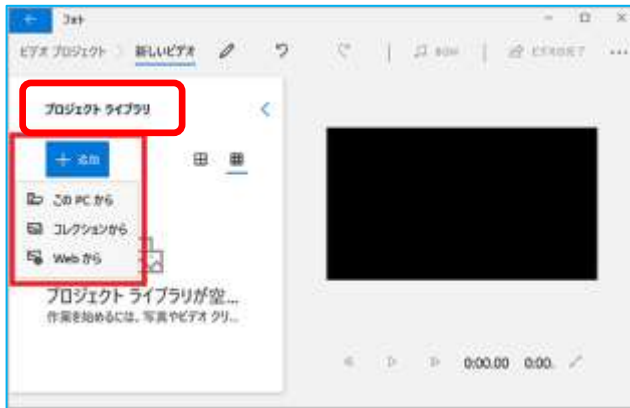 フォト
ビデオ プロジェクト 新しいビデオ
プロジェクト ライブラリ
+ 追加
この PC から
コレクションから
Web から
プロジェクト ライブラリが空...
作業を始めるには、写真やビデオ クリ...
0:00.00 0:00.